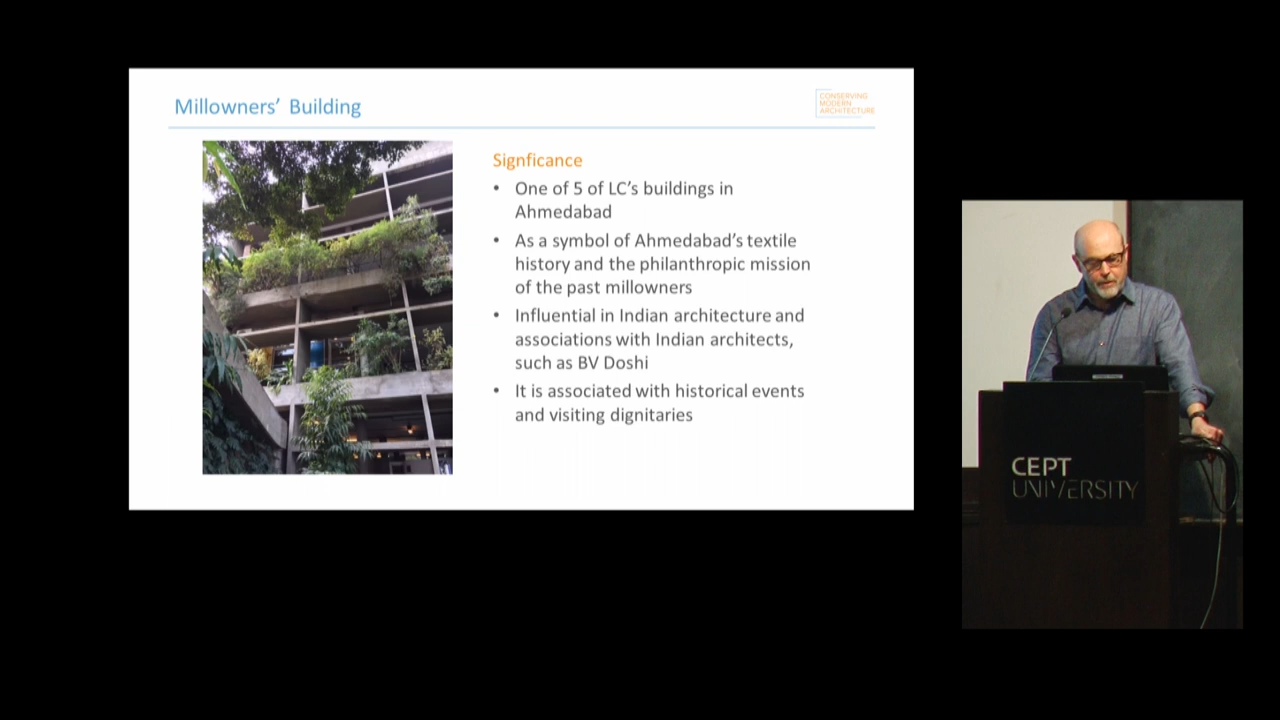 Millowners' Building
CONSERVING
MODERN
ARCHITECTURE
Signficance
• One of 5 of LC's buildings in
Ahmedabad
• As a symbol of Ahmedabad's textile
history and the philanthropic mission
of the past millowners
• Influential in Indian architecture and
associations with Indian architects,
such as BV Doshi
• It is associated with historical events
and visiting dignitaries
CEPT
UNIVERSITY